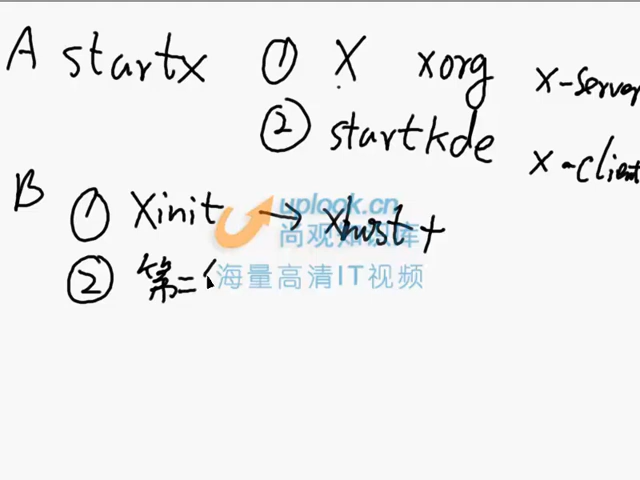 A startx ① X xorg x-server
② startkde x-client
B ① Xinit → xhost +
② 第二
uplook.cn
尚观知识库
海量高清IT视频